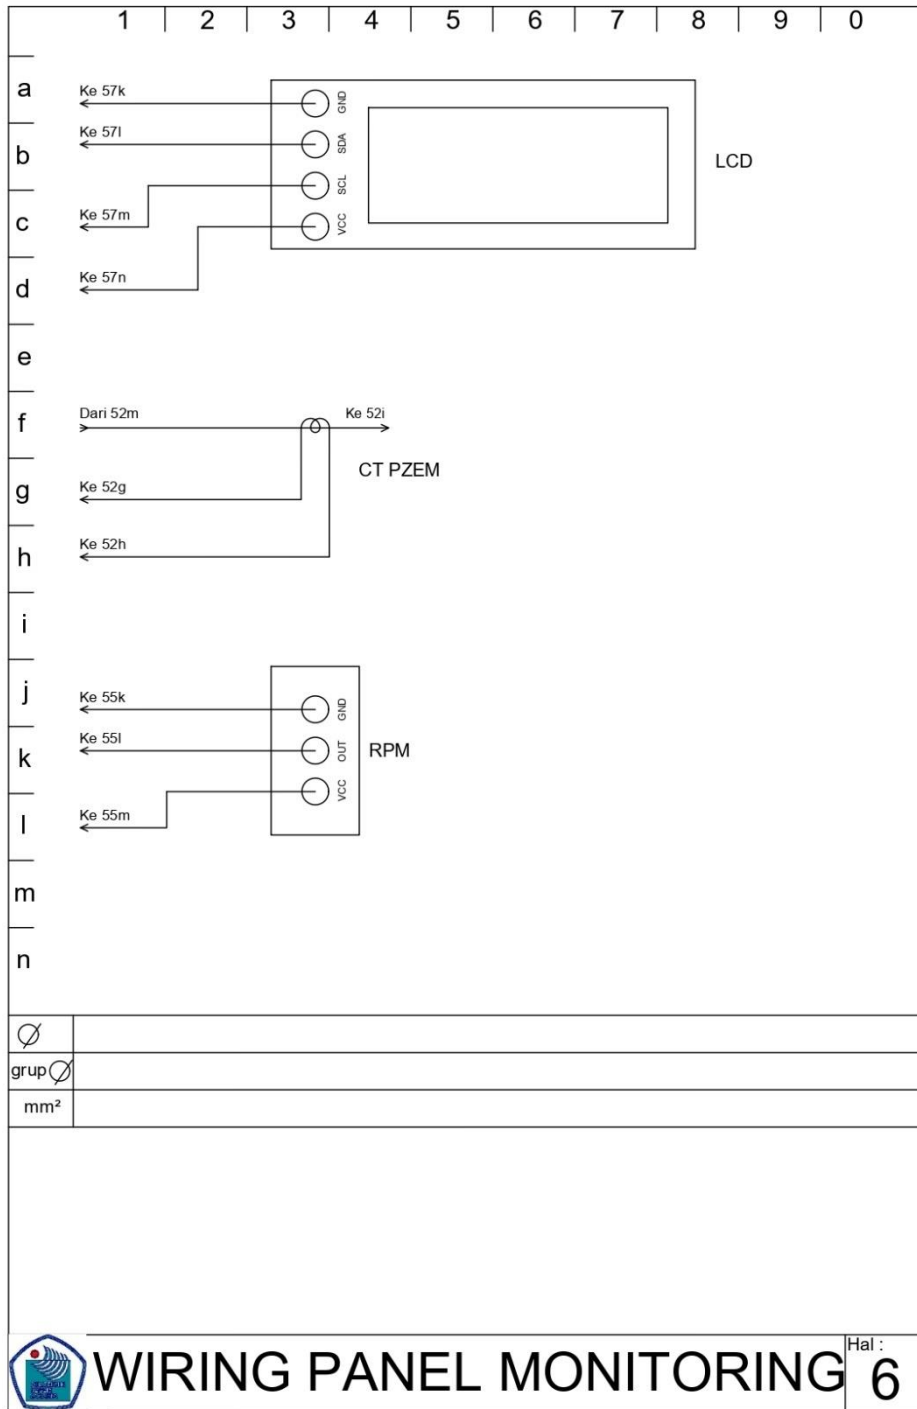 1 2 3 4 5 6 7 8 9 0
a
Ke 57k
GND
b
Ke 57l
SDA
LCD
SCL
c
Ke 57m
VCC
d
Ke 57n
e
f
Dari 52m
Ke 52i
CT PZEM
g
Ke 52g
h
Ke 52h
i
j
Ke 55k
GND
k
Ke 55l
OUT
RPM
VCC
l
Ke 55m
m
n
∅
grup ∅
mm²
WIRING PANEL MONITORING
Hal :
6